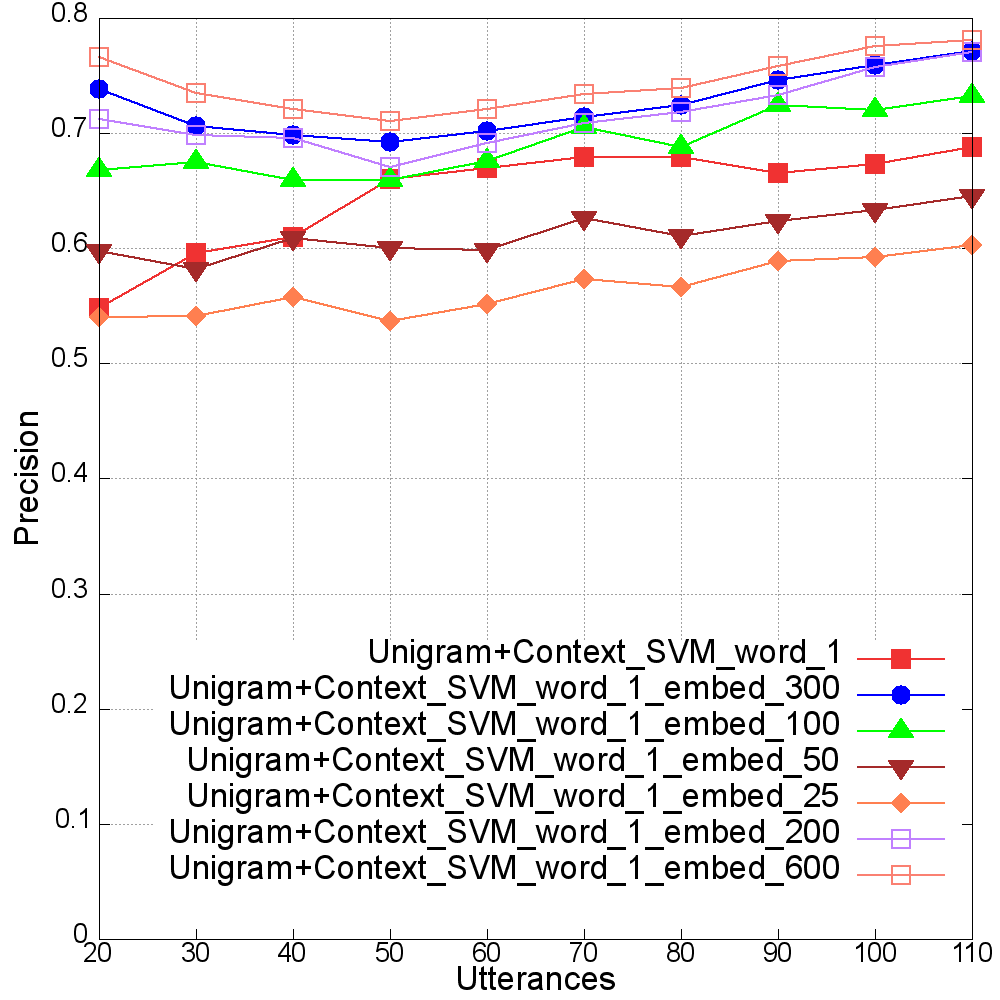 0.8
0.7
0.6
0.5
0.4
0.3
0.2
0.1
0
Precision
Unigram+Context_SVM_word_1
Unigram+Context_SVM_word_1_embed_300
Unigram+Context_SVM_word_1_embed_100
Unigram+Context_SVM_word_1_embed_50
Unigram+Context_SVM_word_1_embed_25
Unigram+Context_SVM_word_1_embed_200
Unigram+Context_SVM_word_1_embed_600
20 30 40 50 60 70 80 90 100 110
Utterances